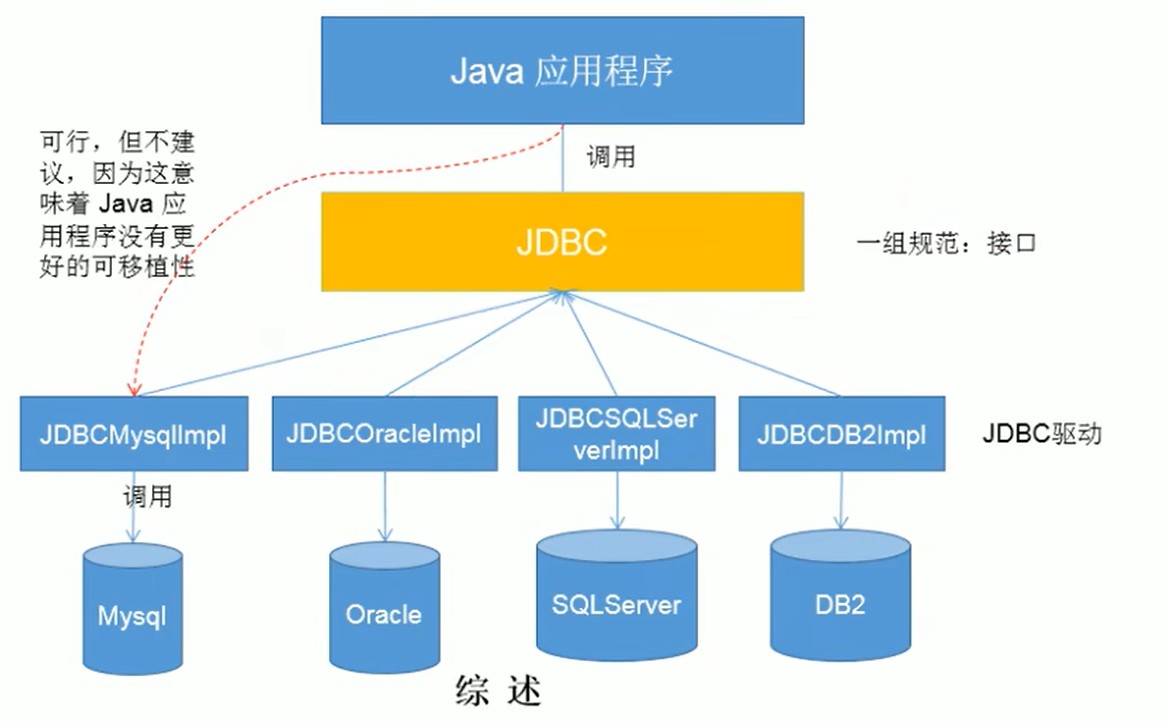 Java 应用程序
可行，但不建
议，因为这意
味着 Java 应
用程序没有更
好的可移植性
调用
JDBC
一组规范：接口
JDBCMysqlImpl
JDBCOracleImpl
JDBCSQLSer
verImpl
JDBCDB2Impl
JDBC驱动
调用
Mysql
Oracle
SQLServer
DB2
综 述